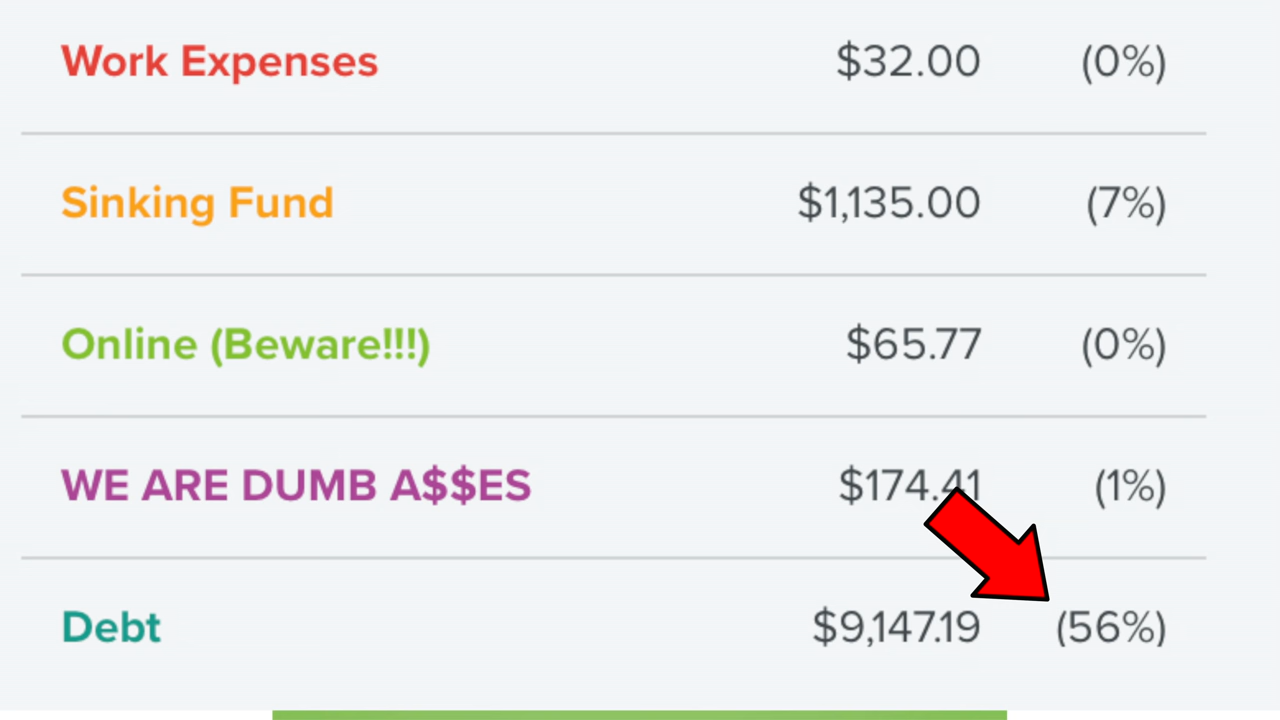 Work Expenses $32.00 (0%)
Sinking Fund $1,135.00 (7%)
Online (Beware!!!) $65.77 (0%)
WE ARE DUMB A$$ES $174.41 (1%)
Debt $9,147.19 (56%)